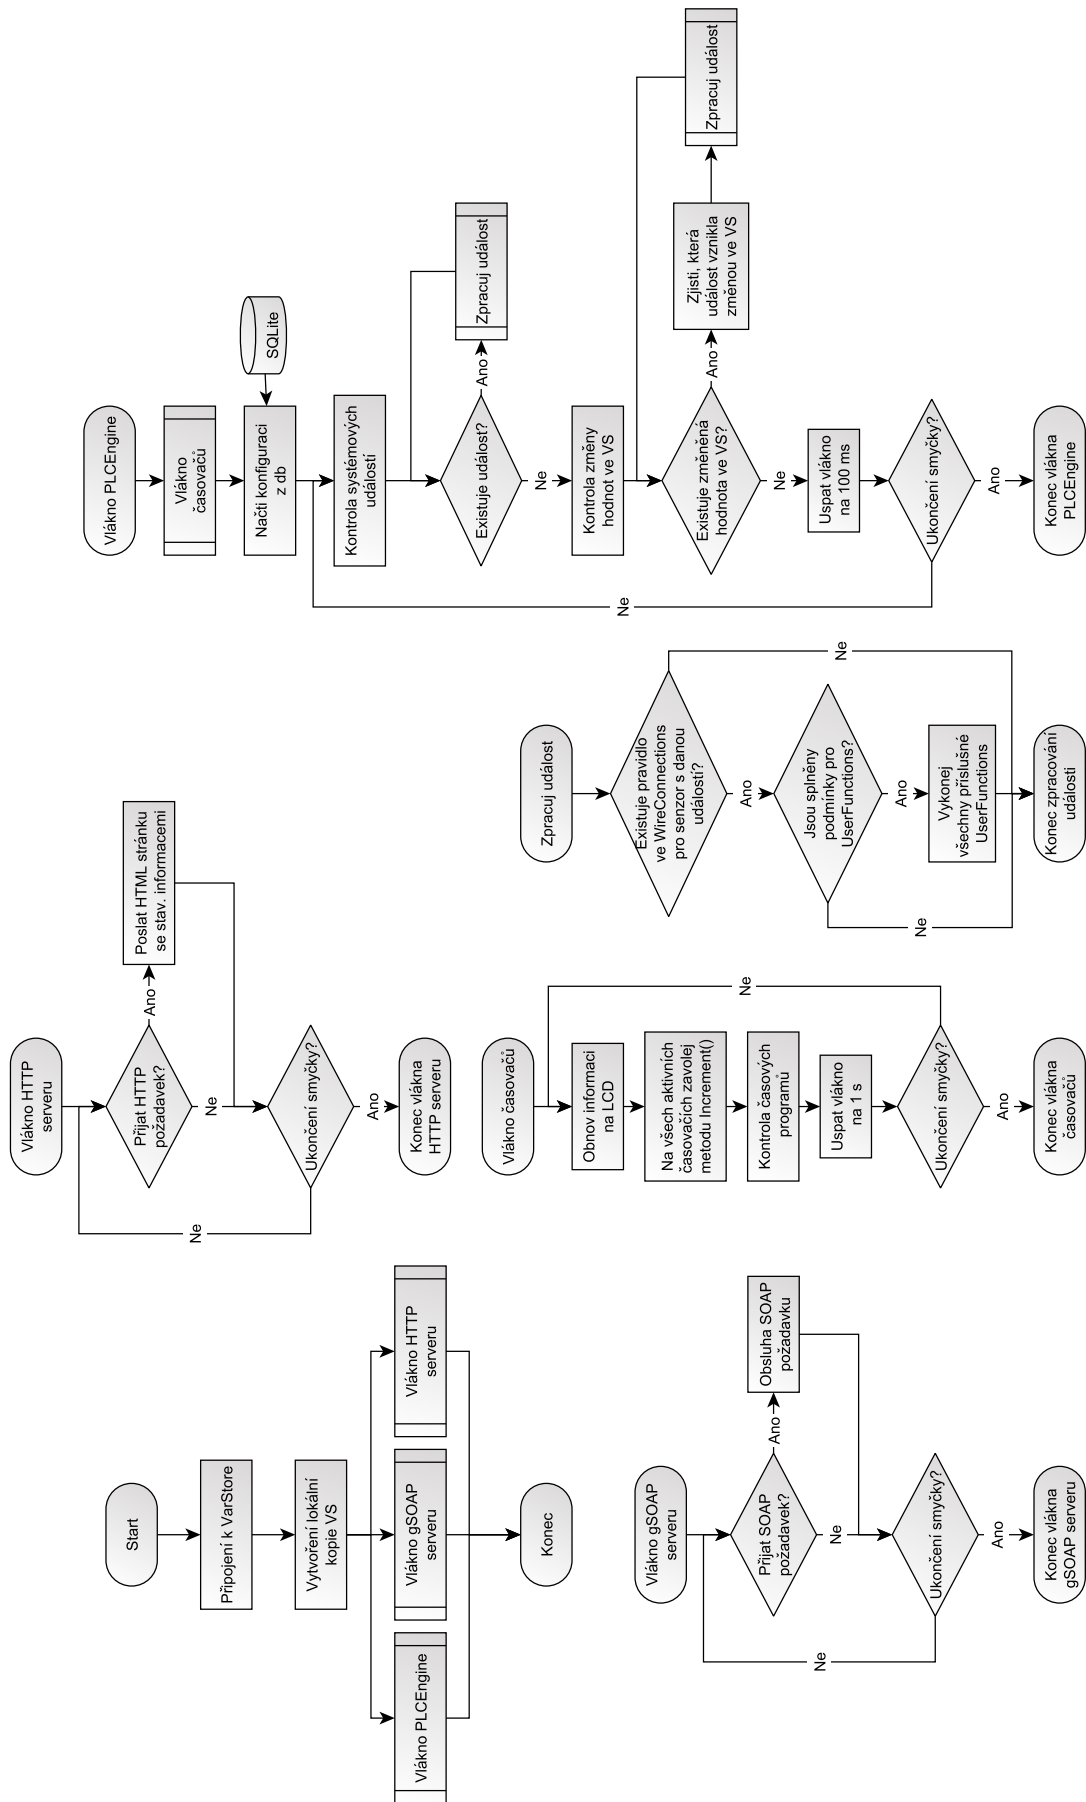 Start
Připojení k VarStore
Vytvoření lokální
kopie VS
Vlákno PLCEngine
Vlákno gSOAP
serveru
Vlákno HTTP
serveru
Konec
Vlákno HTTP
serveru
Přijat HTTP
požadavek?
Ano
Poslat HTML stránku
se stav. informacemi
Ne
Ukončení smyčky?
Ne
Ano
Konec vlákna
HTTP serveru
Vlákno PLCEngine
Vlákno
časovačů
SQLite
Načti konfiguraci
z db
Kontrola systémových
událostí
Existuje událost?
Ano
Zpracuj událost
Ne
Kontrola změny
hodnot ve VS
Existuje změněná
hodnota ve VS?
Ano
Zjisti, která
událost vznikla
změnou ve VS
Zpracuj událost
Ne
Uspat vlákno
na 100 ms
Ukončení smyčky?
Ne
Ano
Konec vlákna
PLCEngine
Vlákno gSOAP
serveru
Přijat SOAP
požadavek?
Ano
Obsluha SOAP
požadavku
Ne
Ukončení smyčky?
Ne
Ano
Konec vlákna
gSOAP serveru
Vlákno časovačů
Obnov informaci
na LCD
Na všech aktivních
časovačích zavolej
metodu Increment()
Kontrola časových
programů
Uspat vlákno
na 1 s
Ukončení smyčky?
Ne
Ano
Konec vlákna
časovačů
Zpracuj událost
Existuje pravidlo
ve WireConnections
pro senzor s danou
událostí?
Ne
Ano
Jsou splněny
podmínky pro
UserFunctions?
Ne
Ano
Vykonej
všechny příslušné
UserFunctions
Konec zpracování
události